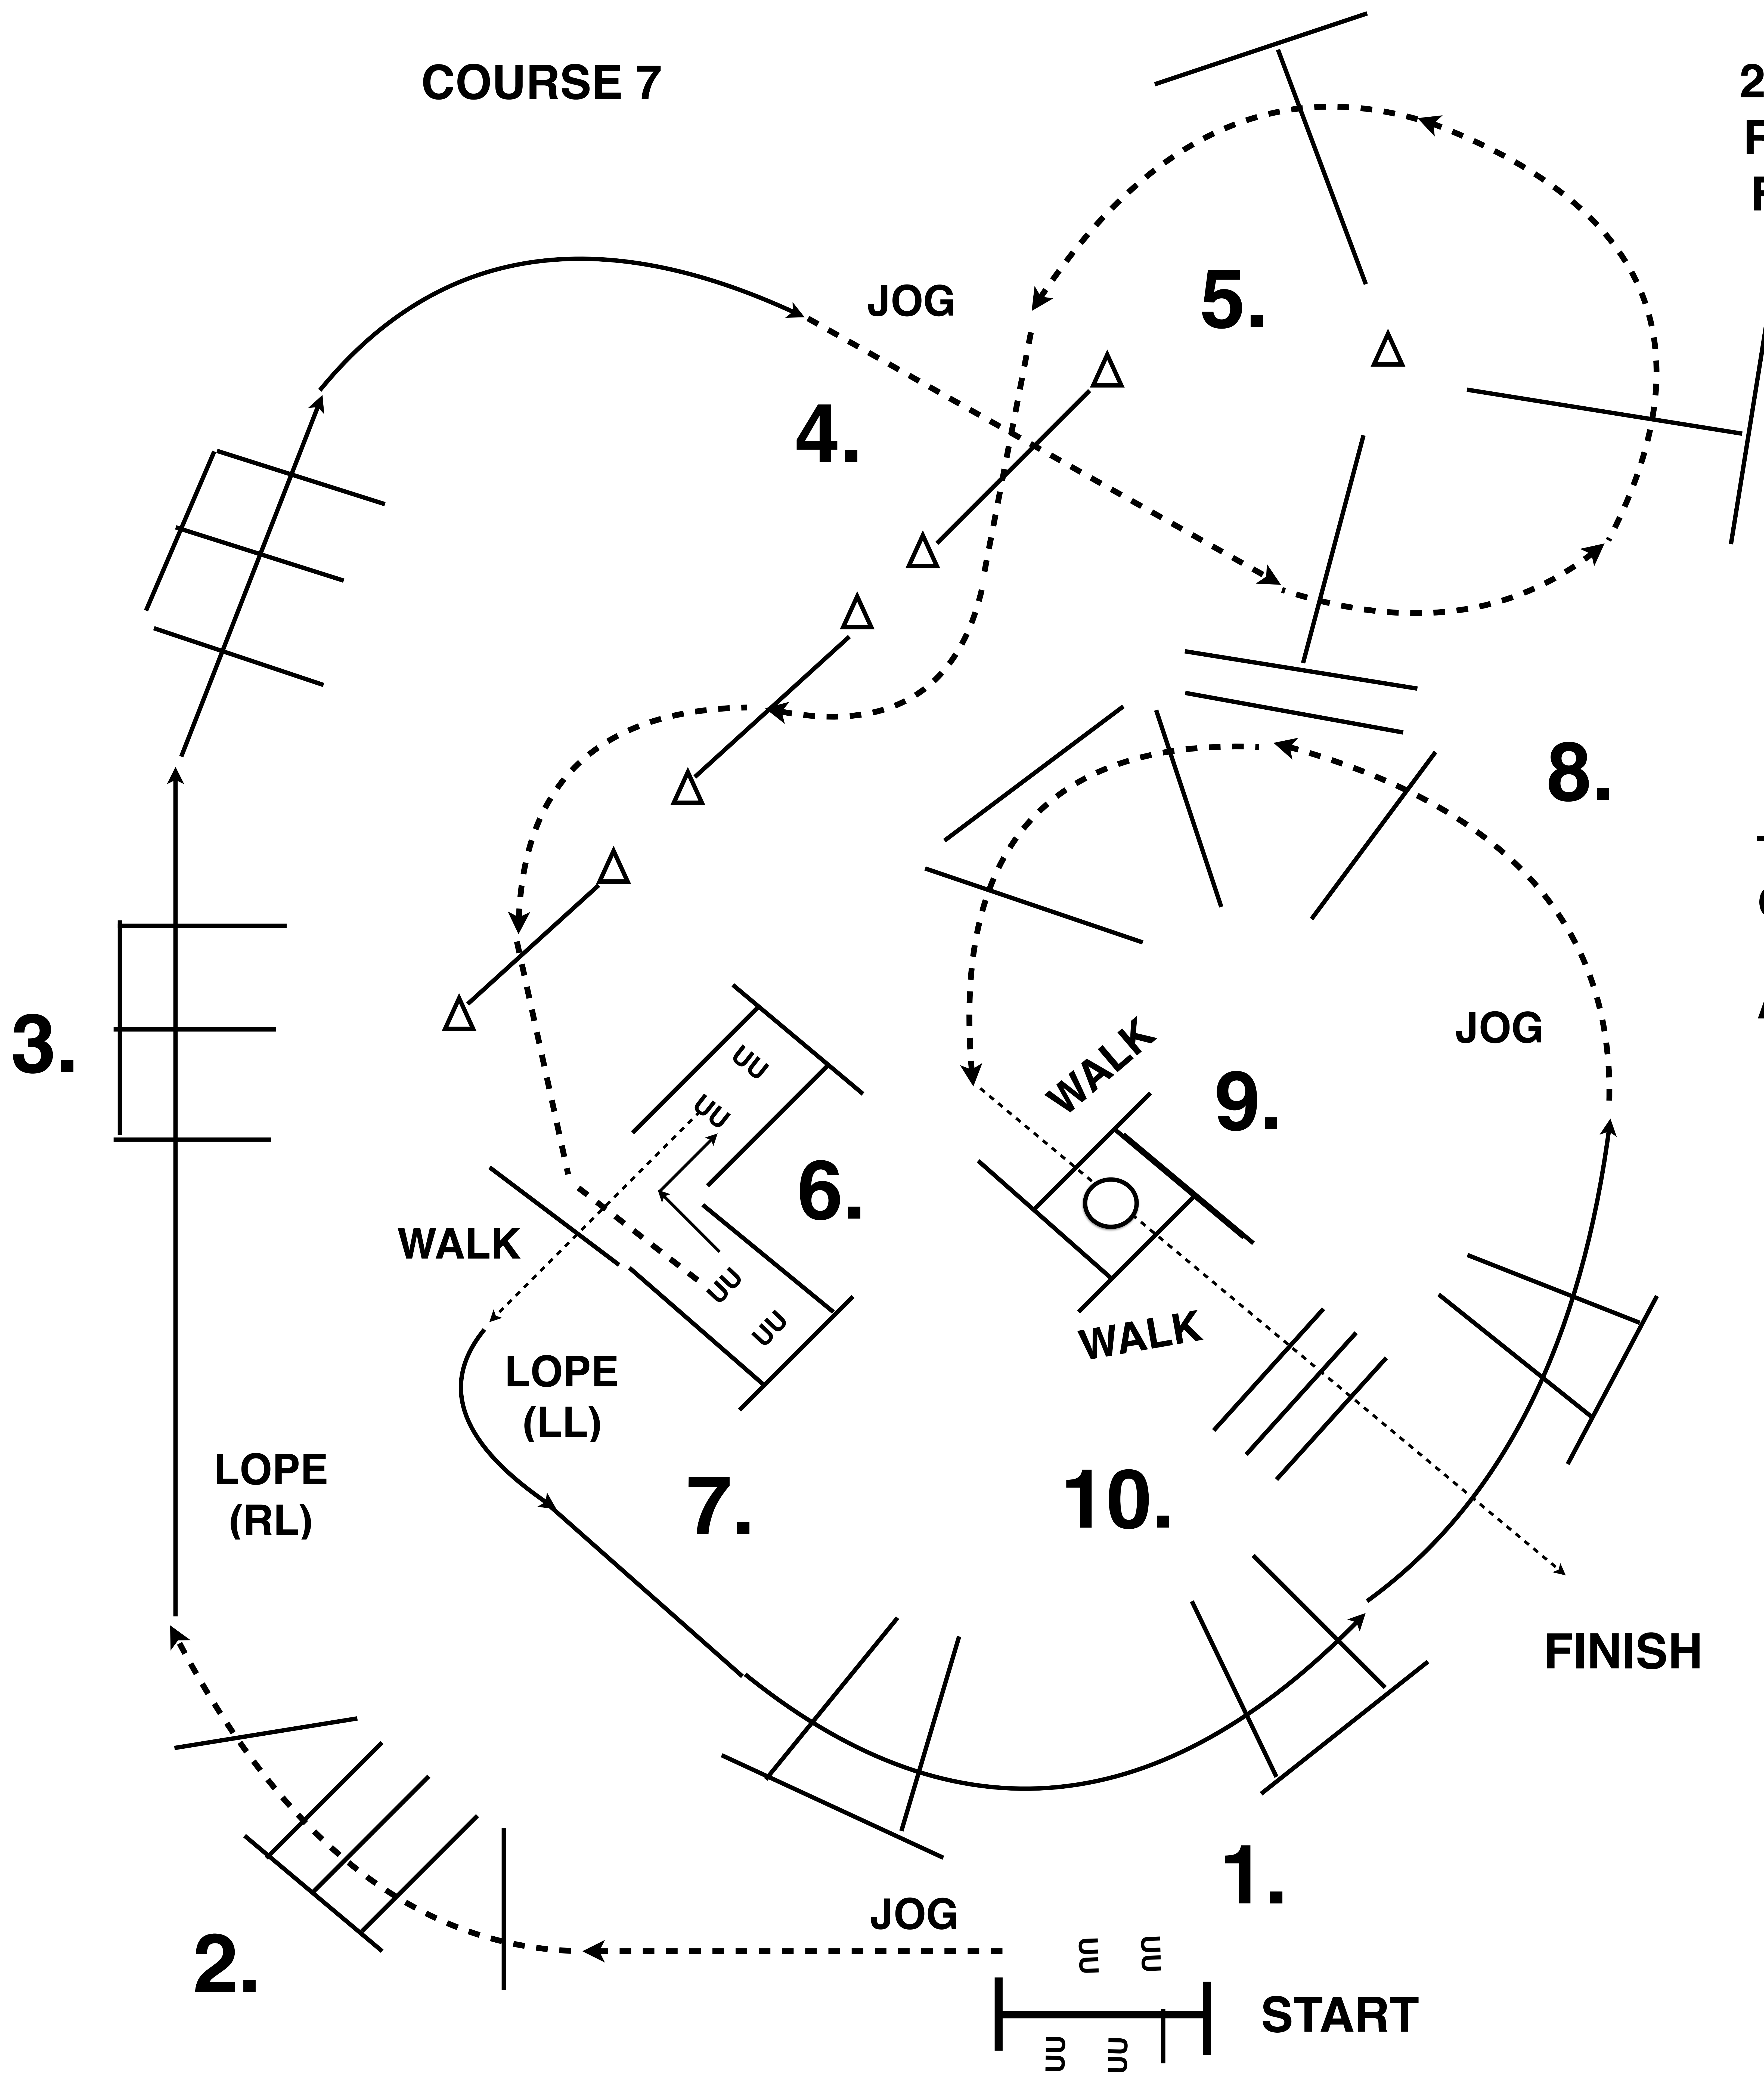 COURSE 7
2
JOG
5.
4.
8.
3.
WALK
JOG
9.
6.
WALK
WALK
LOPE
(LL)
LOPE
(RL)
7.
10.
FINISH
1.
JOG
2.
START